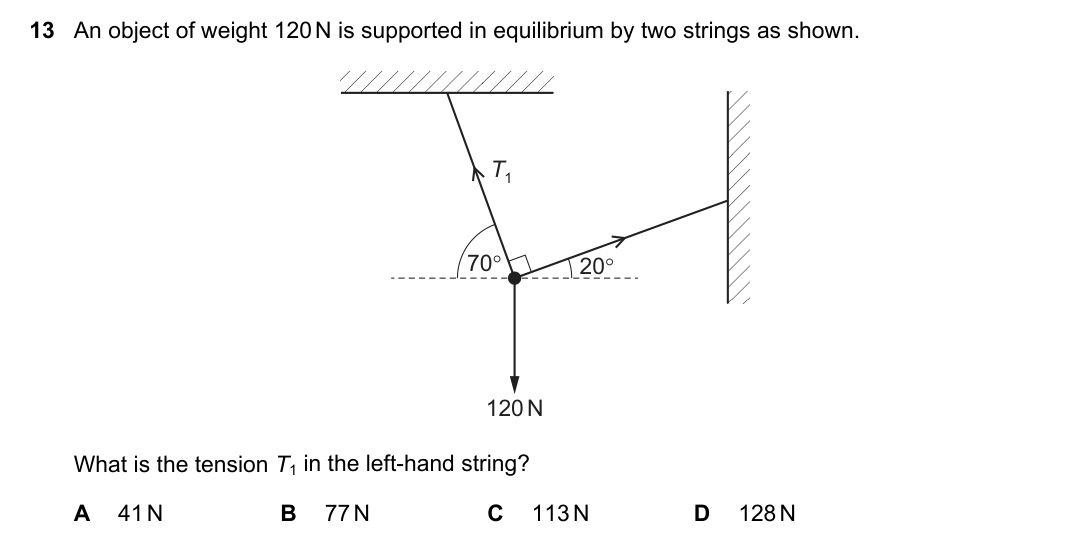 13 An object of weight 120 N is supported in equilibrium by two strings as shown.
T1
70°
20°
120 N
What is the tension T1 in the left-hand string?
A 41 N B 77 N C 113 N D 128 N